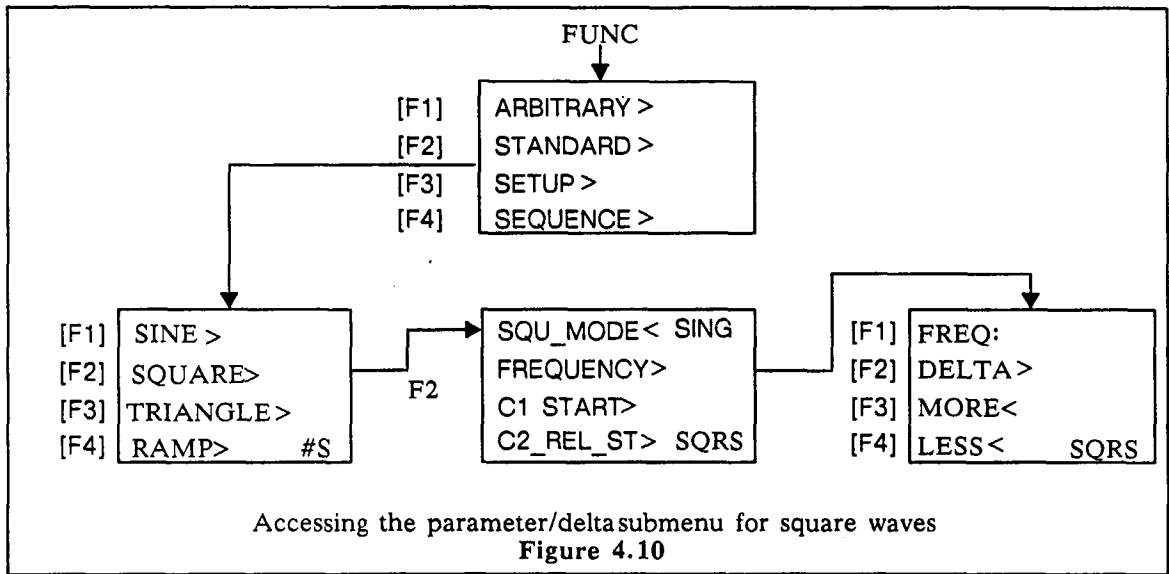 FUNC
[F1] ARBITRARY >
[F2] STANDARD >
[F3] SETUP >
[F4] SEQUENCE >
[F1] SINE >
[F2] SQUARE>
[F3] TRIANGLE >
[F4] RAMP> #S
F2
SQU_MODE< SING
FREQUENCY>
C1 START>
C2_REL_ST> SQRS
[F1] FREQ:
[F2] DELTA >
[F3] MORE<
[F4] LESS< SQRS
Accessing the parameter/deltasubmenu for square waves
Figure 4.10